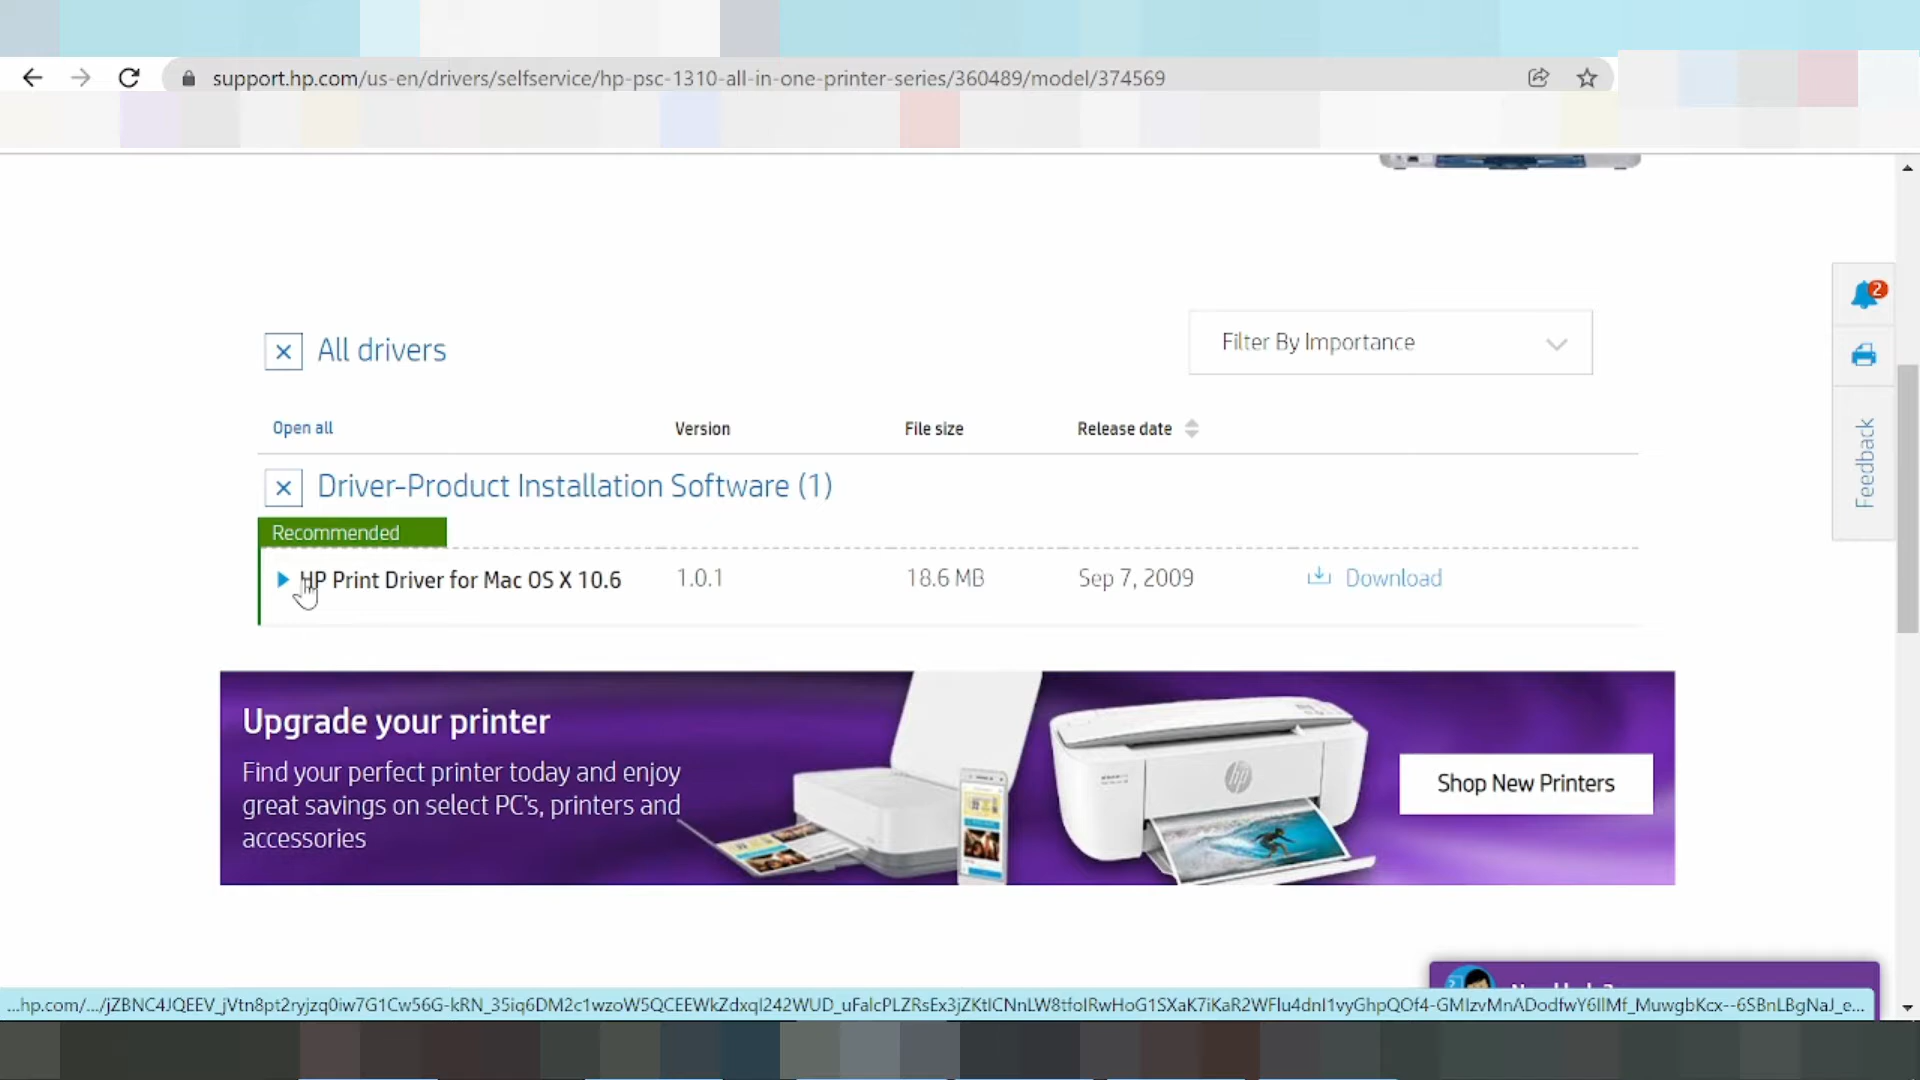 support.hp.com/us-en/drivers/selfservice/hp-psc-1310-all-in-one-printer-series/360489/model/374569
2
All drivers
Filter By Importance
Open all Version File size Release date
Feedback
Driver-Product Installation Software (1)
Recommended
HP Print Driver for Mac OS X 10.6 1.0.1 18.6 MB Sep 7, 2009 Download
Upgrade your printer
Find your perfect printer today and enjoy
great savings on select PC's, printers and
accessories
hp
Shop New Printers